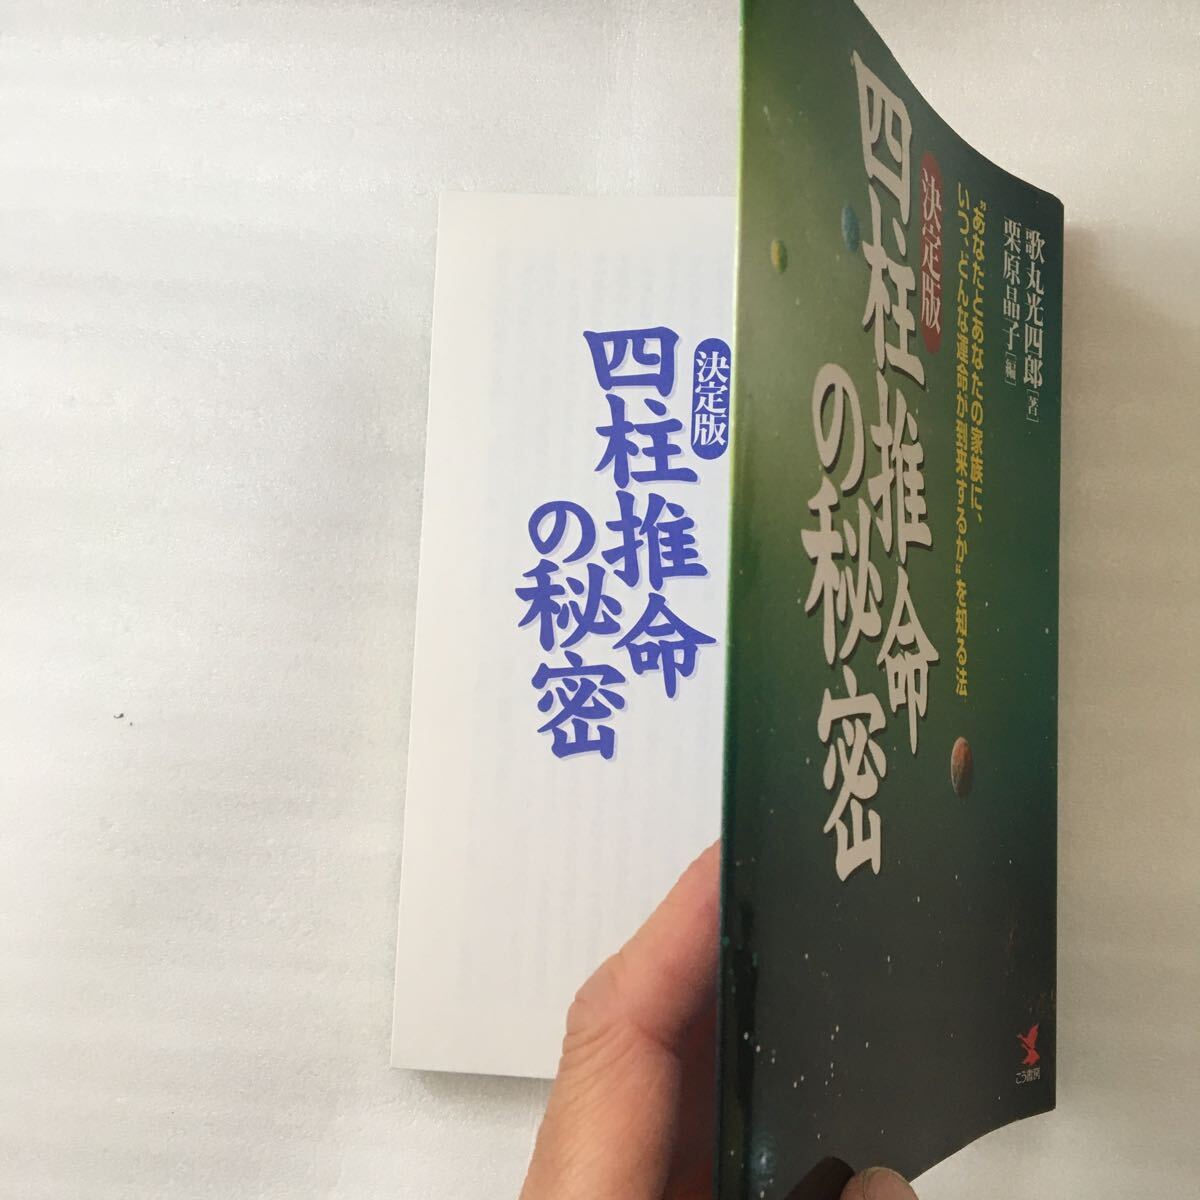 歌丸光四郎[著]
栗原晶子[編]
"あなたとあなたの家族に、
いつ、どんな運命が到来するか"を知る法
決定版
四柱推命
の秘密
こう書房
決定版
四柱推命
の秘密